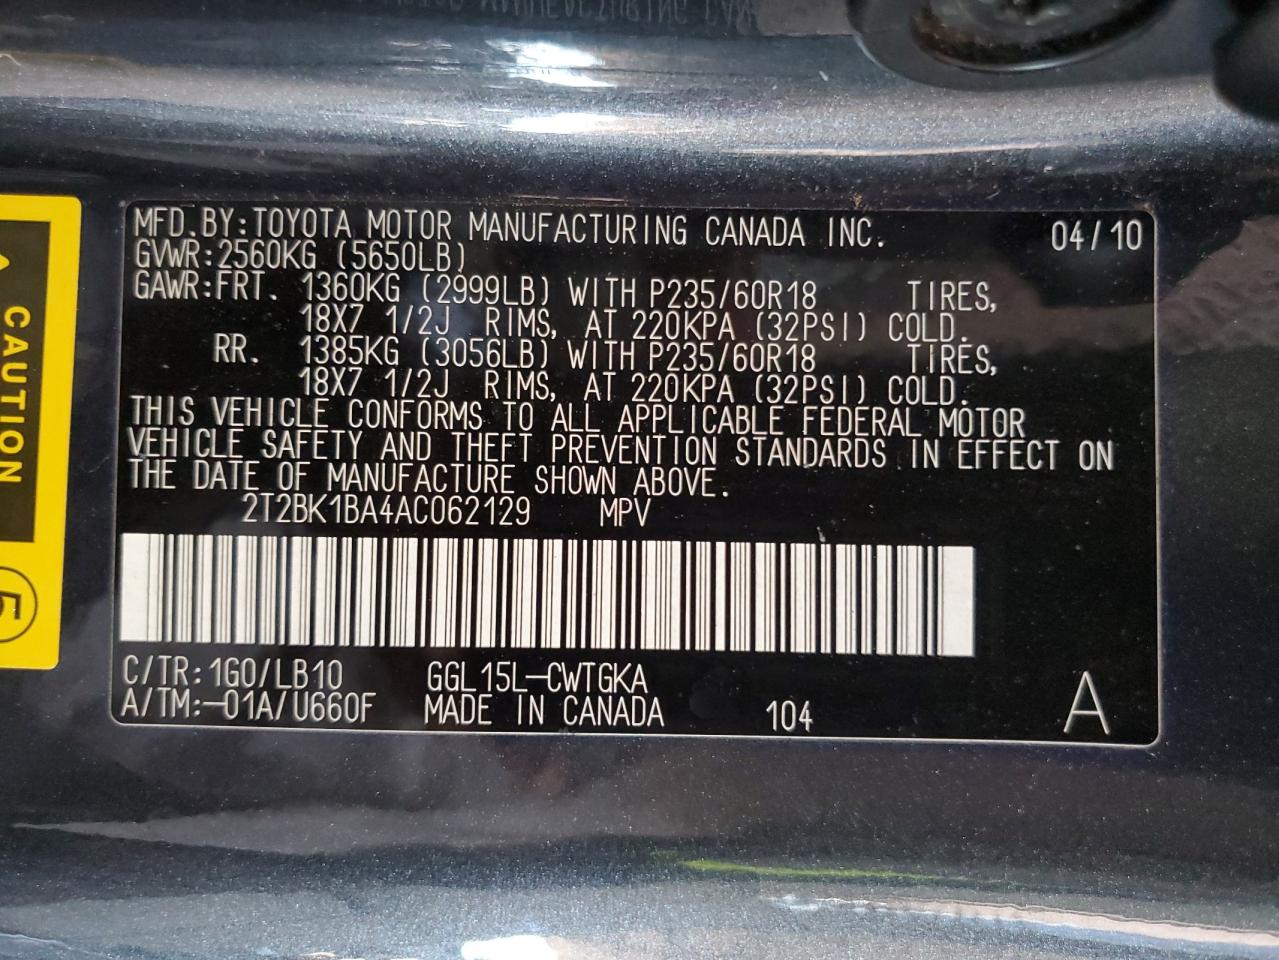 MFD.BY:TOYOTA MOTOR MANUFACTURING CANADA INC. 04/10
GVWR:2560KG (5650LB)
GAWR:FRT. 1360KG (2999LB) WITH P235/60R18 TIRES,
18X7 1/2J RIMS, AT 220KPA (32PSI) COLD.
RR. 1385KG (3056LB) WITH P235/60R18 TIRES,
18X7 1/2J RIMS, AT 220KPA (32PSI) COLD.
THIS VEHICLE CONFORMS TO ALL APPLICABLE FEDERAL MOTOR
VEHICLE SAFETY AND THEFT PREVENTION STANDARDS IN EFFECT ON
THE DATE OF MANUFACTURE SHOWN ABOVE.
2T2BK1BA4AC062129 MPV
C/TR:1G0/LB10 GGL15L-CWTGKA
A/TM:-01A/U660F MADE IN CANADA 104 A
CAUTION
5